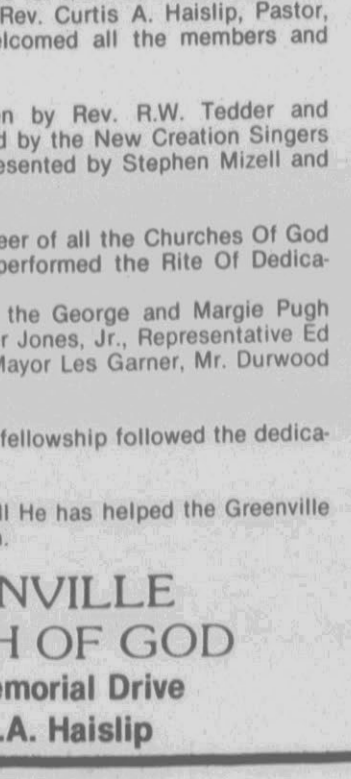 Rev. Curtis A. Haislip, Pastor,
elcomed all the members and
n by Rev. R.W. Tedder and
d by the New Creation Singers
esented by Stephen Mizell and
eer of all the Churches Of God
performed the Rite Of Dedica-
the George and Margie Pugh
r Jones, Jr., Representative Ed
Mayor Les Garner, Mr. Durwood
fellowship followed the dedica-
ll He has helped the Greenville
.
NVILLE
H OF GOD
emorial Drive
.A. Haislip